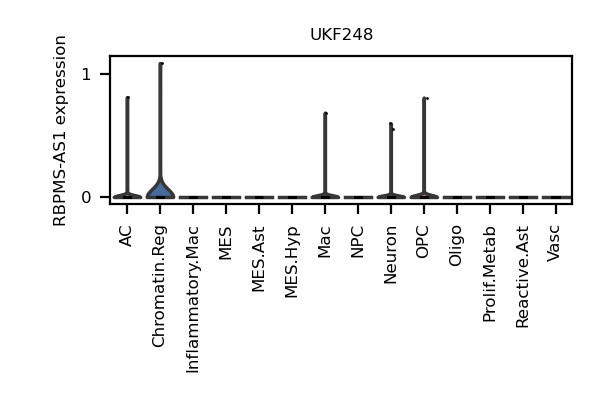 UKF248
RBPMS-AS1 expression
1
0
AC
Chromatin.Reg
Inflammatory.Mac
MES
MES.Ast
MES.Hyp
Mac
NPC
Neuron
OPC
Oligo
Prolif.Metab
Reactive.Ast
Vasc